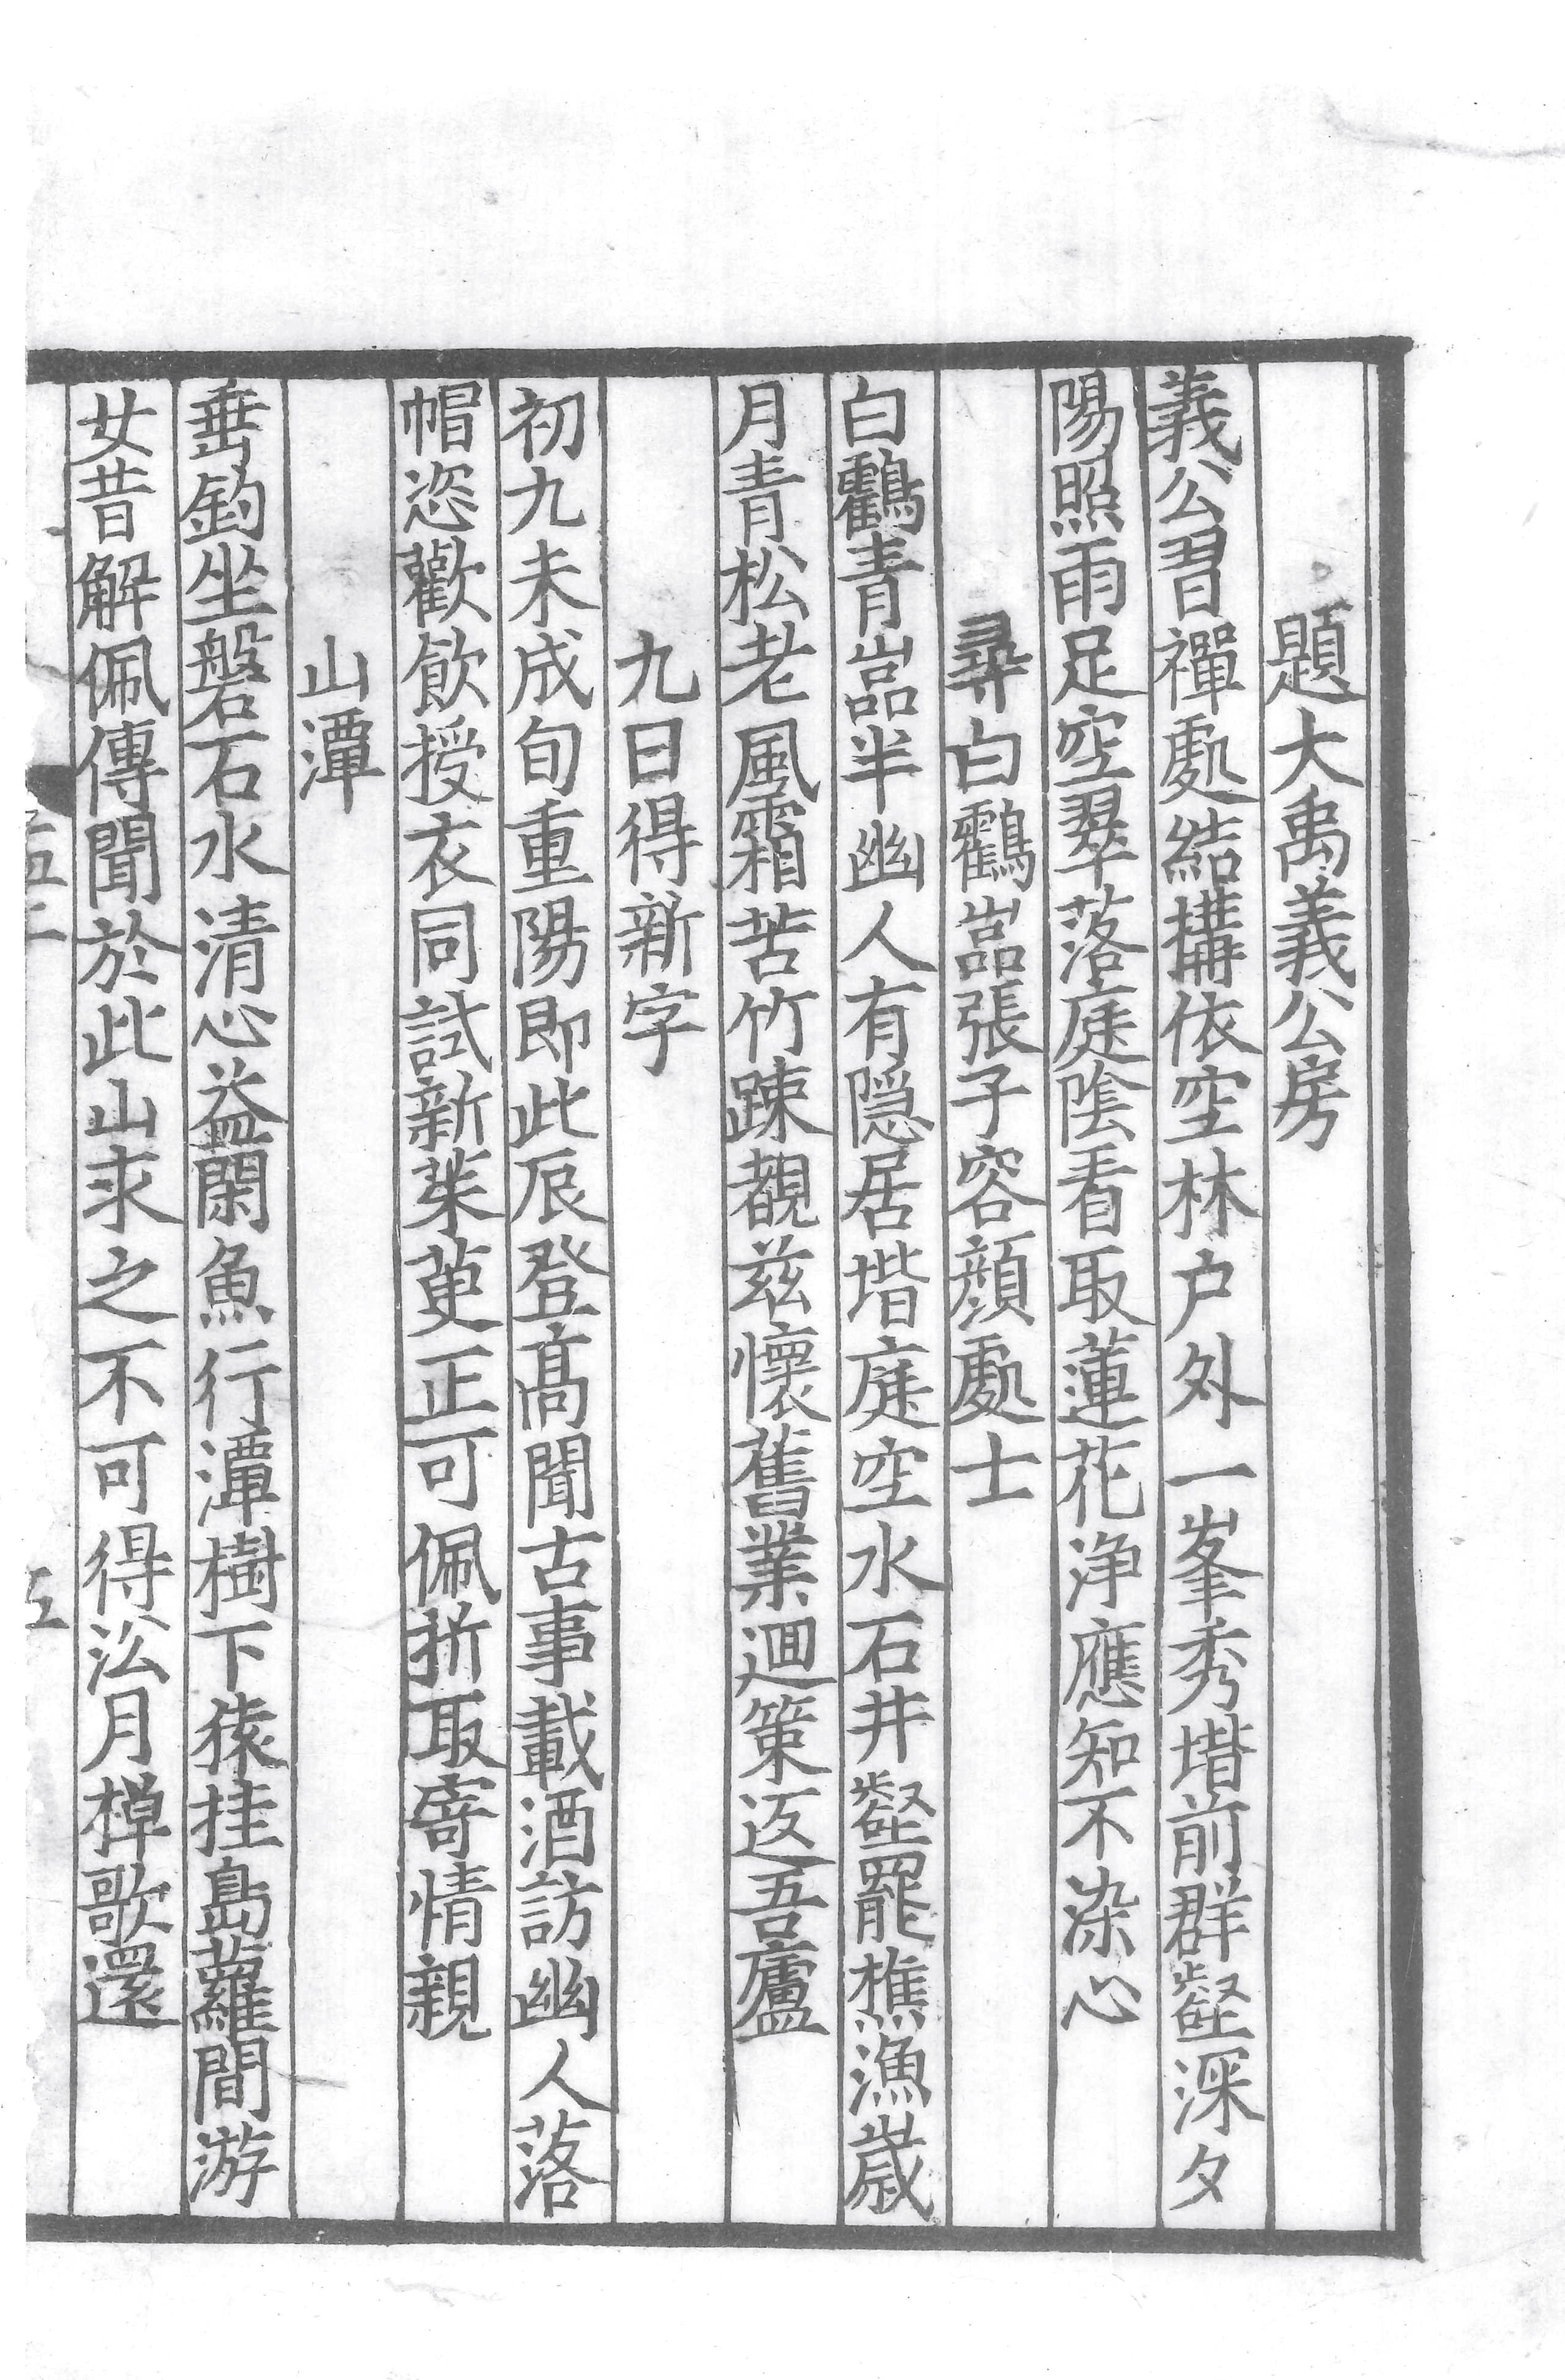 題大禹義公房
義公習禪處結搆依空林户外一峯秀堦前群壑深夕
陽照雨足空翠落庭陰看取蓮花浄應知不染心
尋白鸖嵓張子容顔處士
白鸖青嵓半幽人有隱居堦庭空水石井壑罷樵漁歲
月青松老風霜苦竹踈覩兹懷舊業迴策返吾廬
九日得新字
初九未成旬重陽即此辰登髙聞古事載酒訪幽人落
帽恣歡飲授衣同試新茱萸正可佩折取寄情親
山潭
垂釣坐磐石水清心益閑魚行潭樹下猿挂島蘿間游
女昔解佩傳聞於此山求之不可得㳂月棹歌還